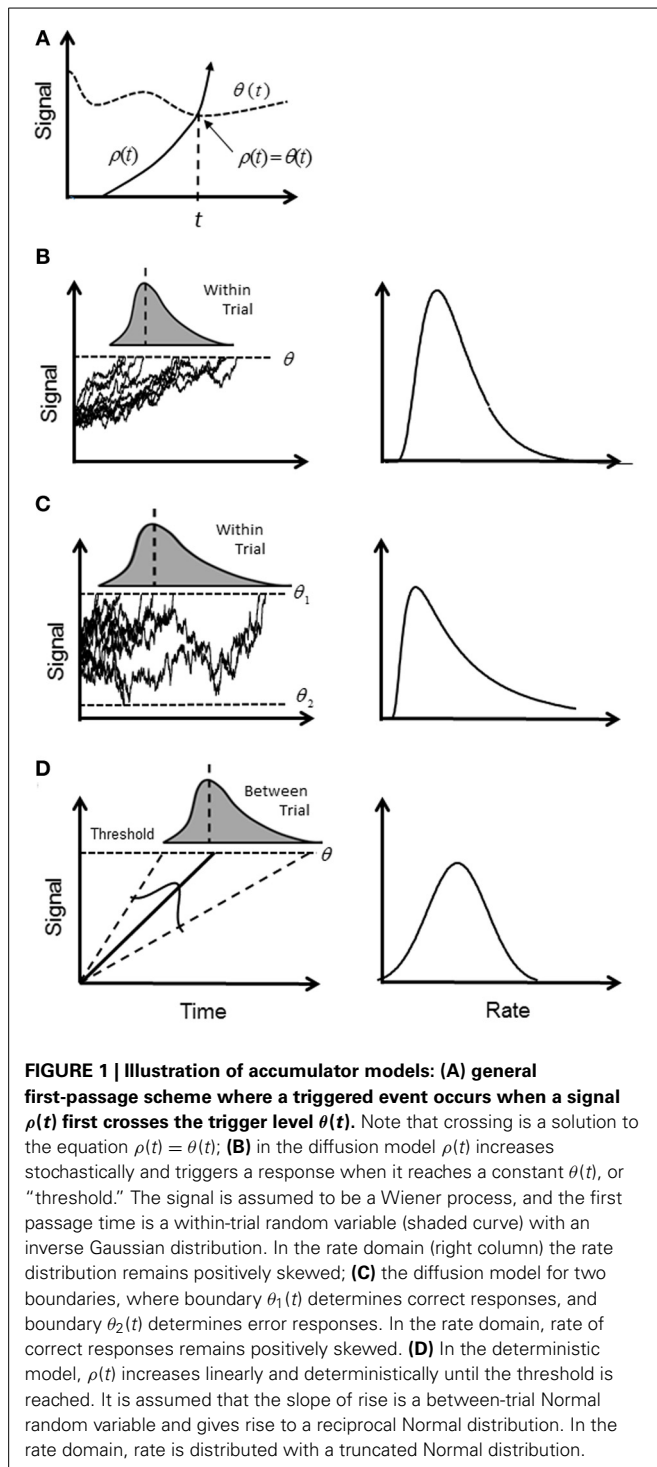 A
Signal
θ(t)
ρ(t)
ρ(t) = θ(t)
t
B
Within
Trial
θ
Signal
C
Within
Trial
θ1
Signal
θ2
D
Between
Trial
Threshold
θ
Signal
Time
Rate
FIGURE 1 | Illustration of accumulator models: (A) general
first-passage scheme where a triggered event occurs when a signal
ρ(t) first crosses the trigger level θ(t). Note that crossing is a solution to
the equation ρ(t) = θ(t); (B) in the diffusion model ρ(t) increases
stochastically and triggers a response when it reaches a constant θ(t), or
“threshold.” The signal is assumed to be a Wiener process, and the first
passage time is a within-trial random variable (shaded curve) with an
inverse Gaussian distribution. In the rate domain (right column) the rate
distribution remains positively skewed; (C) the diffusion model for two
boundaries, where boundary θ1(t) determines correct responses, and
boundary θ2(t) determines error responses. In the rate domain, rate of
correct responses remains positively skewed. (D) In the deterministic
model, ρ(t) increases linearly and deterministically until the threshold is
reached. It is assumed that the slope of rise is a between-trial Normal
random variable and gives rise to a reciprocal Normal distribution. In the
rate domain, rate is distributed with a truncated Normal distribution.